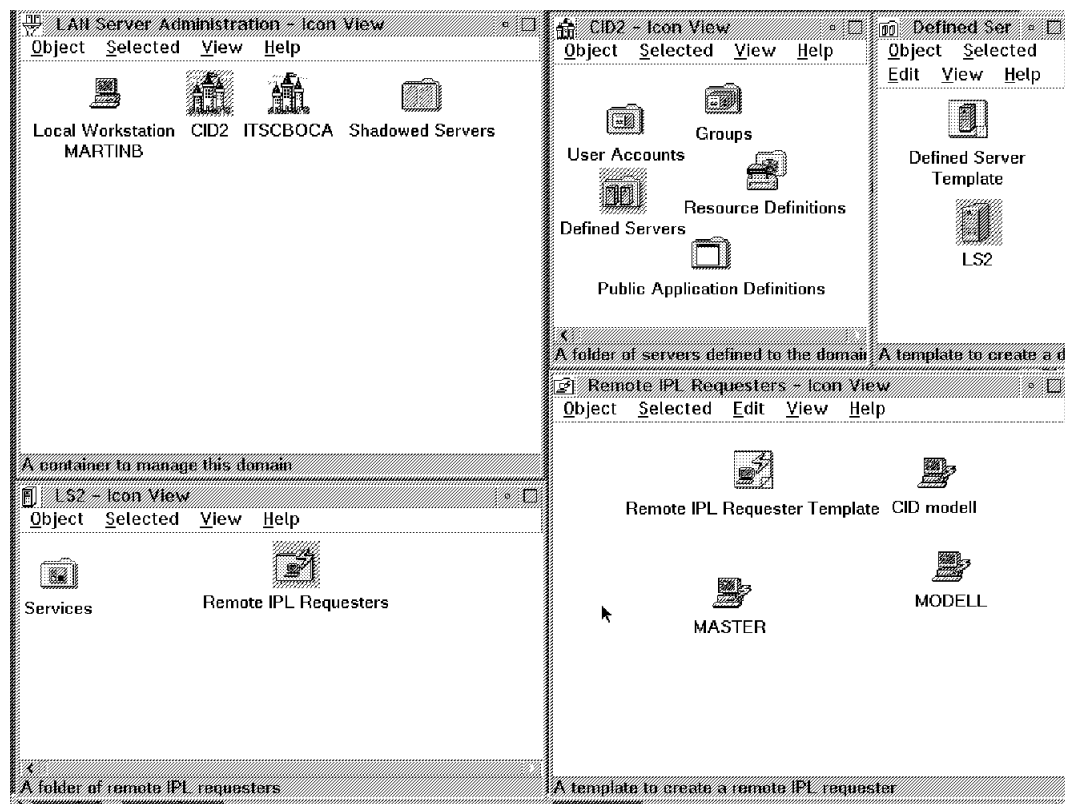 LAN Server Administration - Icon View
Object Selected View Help
Local Workstation MARTINB
CID2
ITSCBOCA
Shadowed Servers
A container to manage this domain
CID2 - Icon View
Object Selected View Help
User Accounts
Groups
Resource Definitions
Defined Servers
Public Application Definitions
A folder of servers defined to the domain
Defined Ser
Object Selected
Edit View Help
Defined Server
Template
LS2
A template to create a d
LS2 - Icon View
Object Selected View Help
Services
Remote IPL Requesters
A folder of remote IPL requesters
Remote IPL Requesters - Icon View
Object Selected Edit View Help
Remote IPL Requester Template
CID modell
MASTER
MODELL
A template to create a remote IPL requester